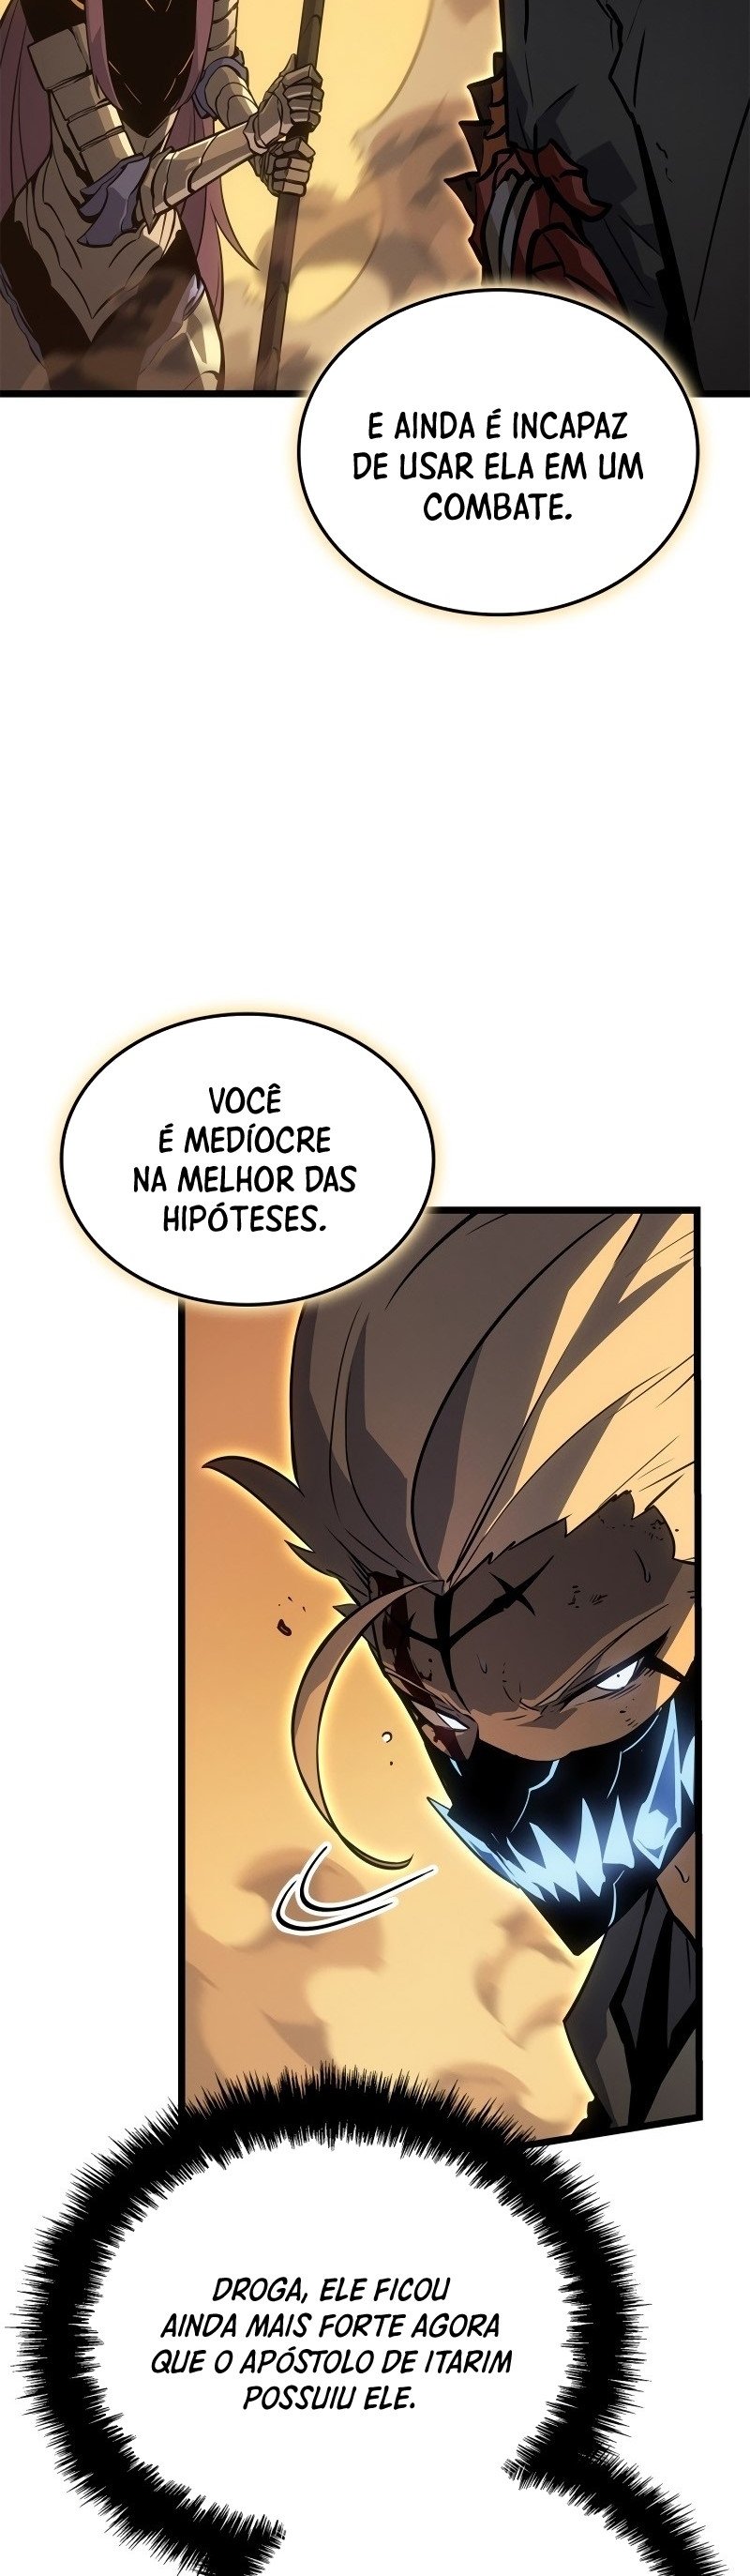 E AINDA É INCAPAZ
DE USAR ELA EM UM
COMBATE.
VOCÊ
É MEDÍOCRE
NA MELHOR DAS
HIPÓTESES.
DROGA, ELE FICOU
AINDA MAIS FORTE AGORA
QUE O APÓSTOLO DE ITARIM
POSSUIU ELE.